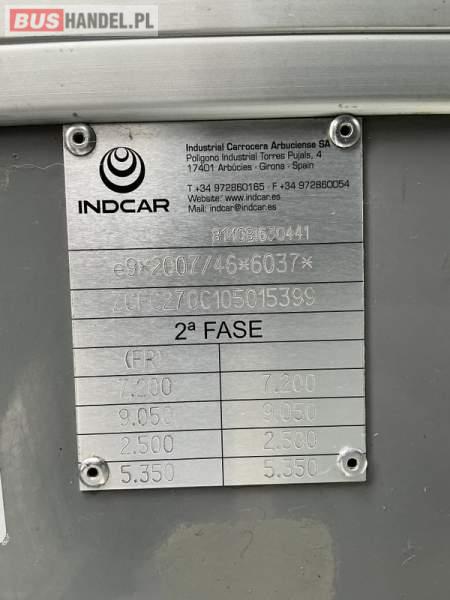 BUSHANDEL.PL
Industrial Carrocera Arbuciense SA
Poligono Industrial Torres Pujals, 4
17401 Arbúcies - Girona - Spain
T +34 972860165 - F +34 972860054
Website: www.indcar.es
Mail: indcar@indcar.es
INDCAR
e9*2007/46*6037*
2ª FASE
(FR)
7.200 7.200
9.050 9.050
2.500 2.500
5.350 5.350